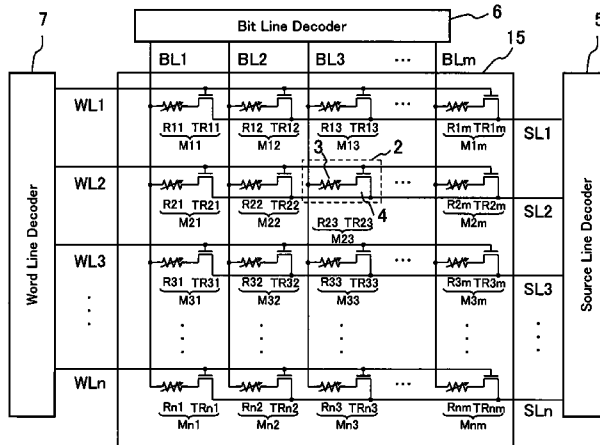 7
Bit Line Decoder
6
5
15
BL1 BL2 BL3 ... BLm
WL1
R11 TR11 R12 TR12 R13 TR13 R1m TR1m
M11 M12 M13 M1m
SL1
3
2
WL2
R21 TR21 R22 TR22 4 R2m TR2m
SL2
R23 TR23
M21 M22 M23 M2m
WL3
R31 TR31 R32 TR32 R33 TR33 R3m TR3m
M31 M32 M33 M3m
SL3
Word Line Decoder
Source Line Decoder
WLn
Rn1 TRn1 Rn2 TRn2 Rn3 TRn3 Rnm TRnm
Mn1 Mn2 Mn3 Mnm
SLn